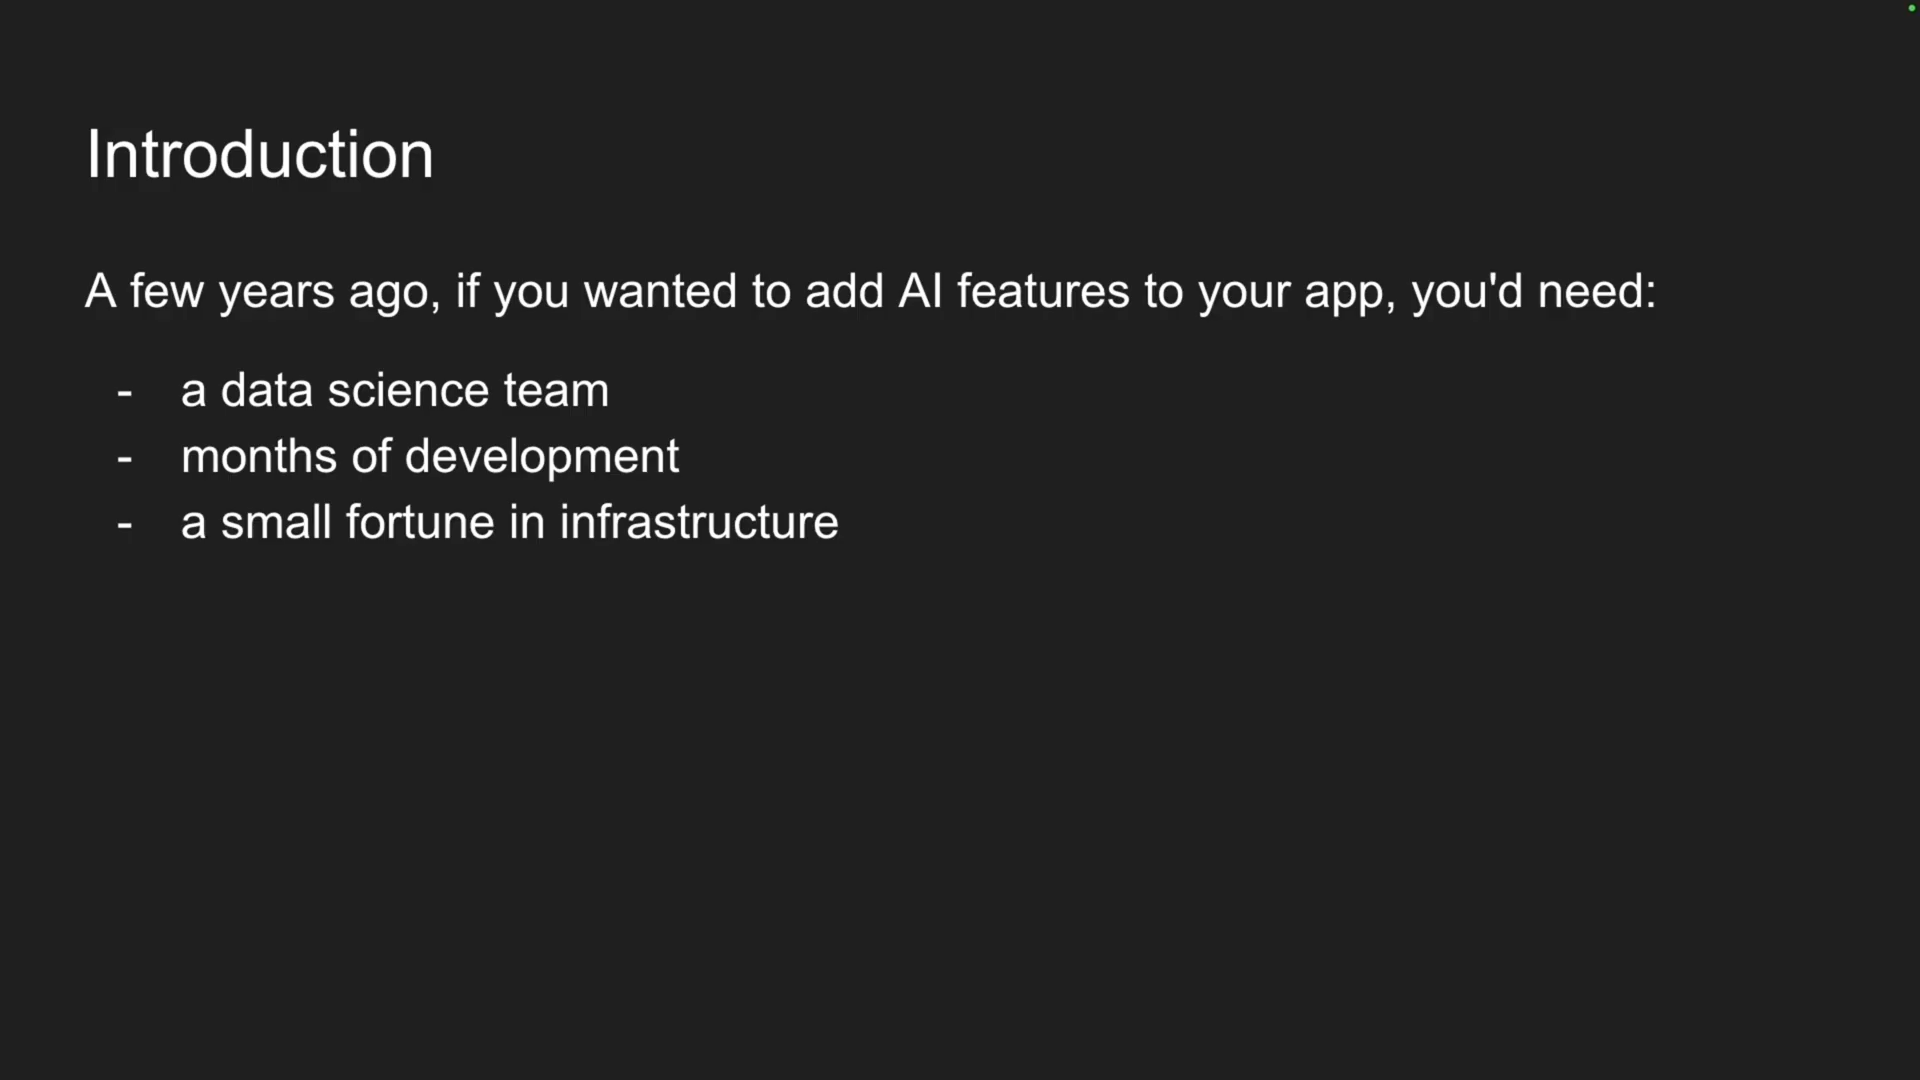 Introduction
A few years ago, if you wanted to add AI features to your app, you'd need:
- a data science team
- months of development
- a small fortune in infrastructure